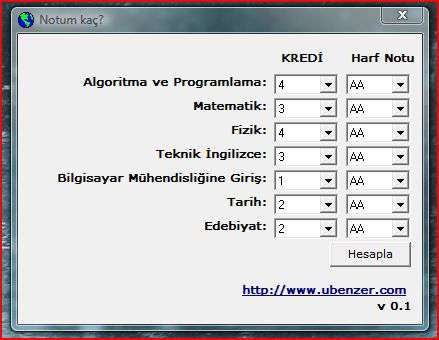 Notum kaç?
KREDİ Harf Notu
Algoritma ve Programlama: 4 AA
Matematik: 3 AA
Fizik: 4 AA
Teknik İngilizce: 3 AA
Bilgisayar Mühendisliğine Giriş: 1 AA
Tarih: 2 AA
Edebiyat: 2 AA
Hesapla
http://www.ubenzer.com
v 0.1